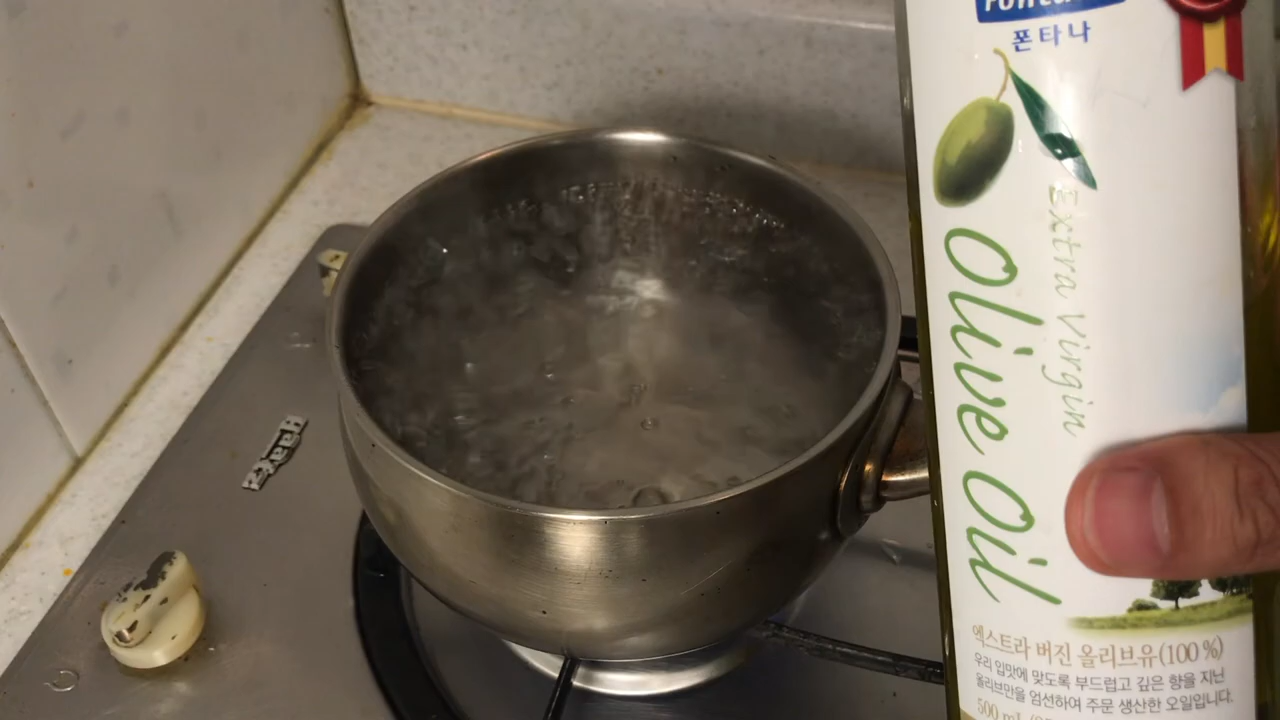 폰타나
Extra Virgin
Olive Oil
엑스트라 버진 올리브유(100%)
우리 입맛에 맞도록 부드럽고 깊은 향을 지닌
올리브만을 엄선하여 주문 생산한 오일입니다.
500 mL